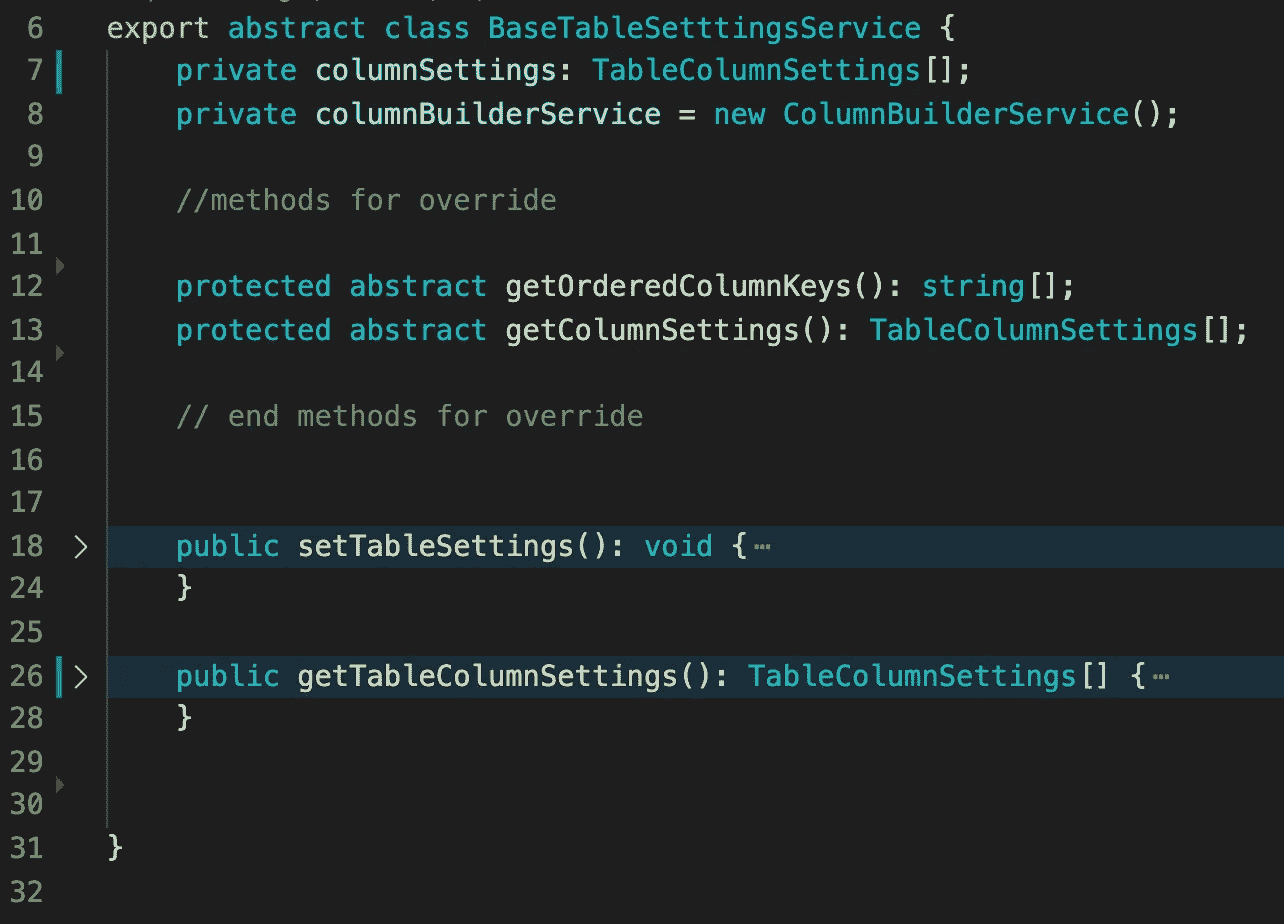 6 export abstract class BaseTableSetttingsService {
7 private columnSettings: TableColumnSettings[];
8 private columnBuilderService = new ColumnBuilderService();
9
10 //methods for override
11
12 protected abstract getOrderedColumnKeys(): string[];
13 protected abstract getColumnSettings(): TableColumnSettings[];
14
15 // end methods for override
16
17
18 public setTableSettings(): void {⋯
24 }
25
26 public getTableColumnSettings(): TableColumnSettings[] {⋯
28 }
29
30
31 }
32